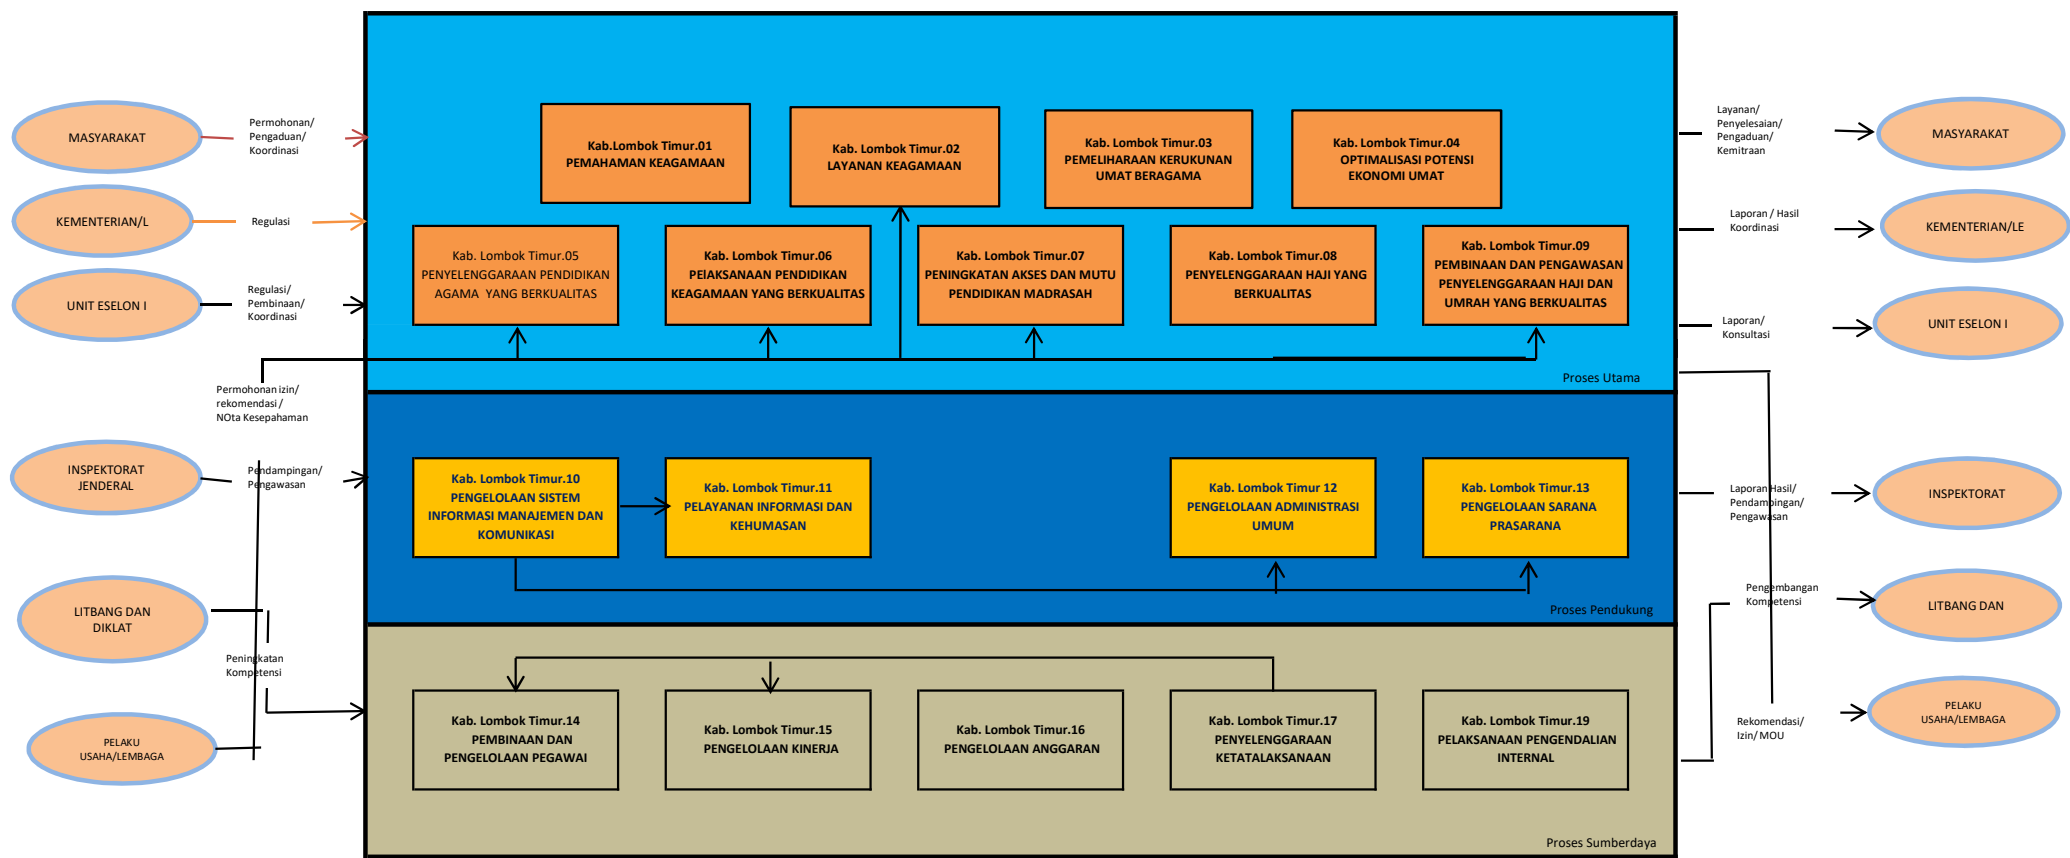 MASYARAKAT
Permohonan/
Pengaduan/
Koordinasi
KEMENTERIAN/L
Regulasi
UNIT ESELON I
Regulasi/
Pembinaan/
Koordinasi
Permohonan izin/
rekomendasi /
NOta Kesepahaman
INSPEKTORAT
JENDERAL
Pendampingan/
Pengawasan
LITBANG DAN
DIKLAT
Peningkatan
Kompetensi
PELAKU
USAHA/LEMBAGA
Kab.Lombok Timur.01
PEMAHAMAN KEAGAMAAN
Kab. Lombok Timur.02
LAYANAN KEAGAMAAN
Kab. Lombok Timur.03
PEMELIHARAAN KERUKUNAN
UMAT BERAGAMA
Kab. Lombok Timur.04
OPTIMALISASI POTENSI
EKONOMI UMAT
Kab. Lombok Timur.05
PENYELENGGARAAN PENDIDIKAN
AGAMA YANG BERKUALITAS
Kab. Lombok Timur.06
PElAKSANAAN PENDIDIKAN
KEAGAMAAN YANG BERKUALITAS
Kab. Lombok Timur.07
PENINGKATAN AKSES DAN MUTU
PENDIDIKAN MADRASAH
Kab. Lombok Timur.08
PENYELENGGARAAN HAJI YANG
BERKUALITAS
Kab. Lombok Timur.09
PEMBINAAN DAN PENGAWASAN
PENYELENGGARAAN HAJI DAN
UMRAH YANG BERKUALITAS
Proses Utama
Kab. Lombok Timur.10
PENGELOLAAN SISTEM
INFORMASI MANAJEMEN DAN
KOMUNIKASI
Kab. Lombok Timur.11
PELAYANAN INFORMASI DAN
KEHUMASAN
Kab. Lombok Timur 12
PENGELOLAAN ADMINISTRASI
UMUM
Kab. Lombok Timur.13
PENGELOLAAN SARANA
PRASARANA
Proses Pendukung
Kab. Lombok Timur.14
PEMBINAAN DAN
PENGELOLAAN PEGAWAI
Kab. Lombok Timur.15
PENGELOLAAN KINERJA
Kab. Lombok Timur.16
PENGELOLAAN ANGGARAN
Kab. Lombok Timur.17
PENYELENGGARAAN
KETATALAKSANAAN
Kab. Lombok Timur.19
PELAKSANAAN PENGENDALIAN
INTERNAL
Proses Sumberdaya
Layanan/
Penyelesaian/
Pengaduan/
Kemitraan
MASYARAKAT
Laporan / Hasil
Koordinasi
KEMENTERIAN/LE
Laporan/
Konsultasi
UNIT ESELON I
Laporan Hasil/
Pendampingan/
Pengawasan
INSPEKTORAT
Pengembangan
Kompetensi
LITBANG DAN
Rekomendasi/
Izin/ MOU
PELAKU
USAHA/LEMBAGA